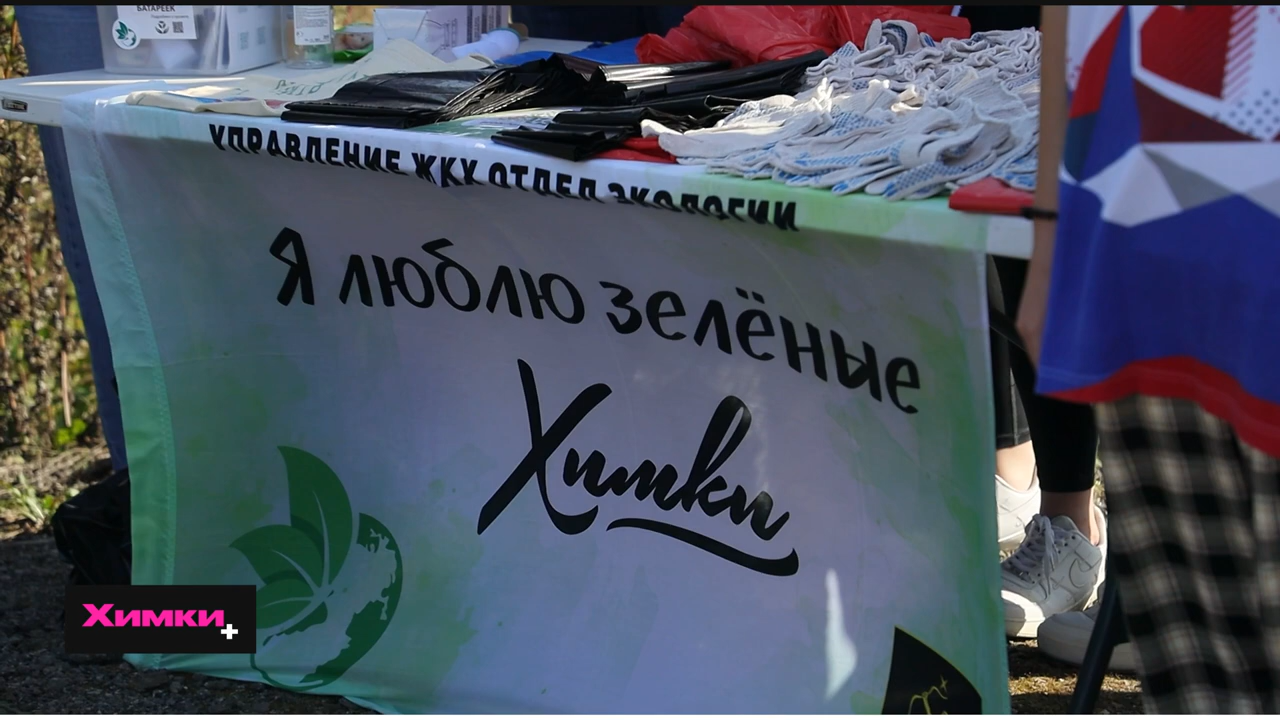 БАТАРЕЕК
УПРАВЛЕНИЕ ЖКХ ОТДЕЛ ЭКОЛОГИИ
Я люблю зелёные
Химки
Химки+